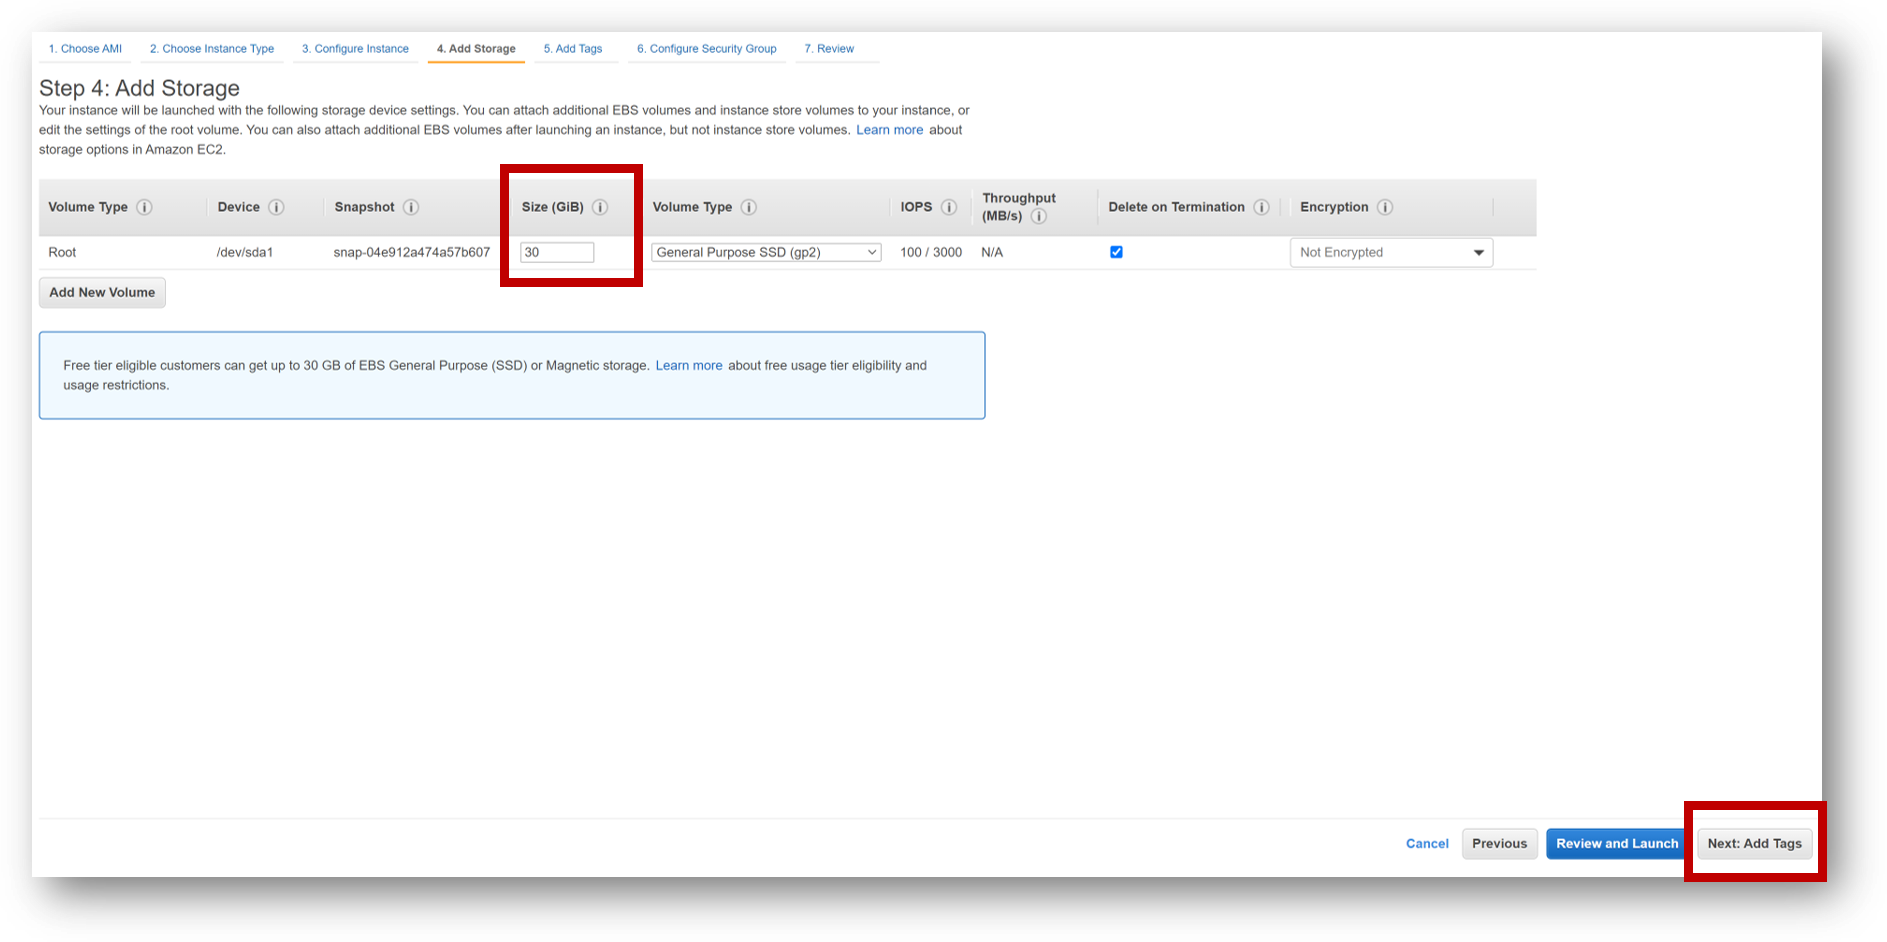 1. Choose AMI 2. Choose Instance Type 3. Configure Instance 4. Add Storage 5. Add Tags 6. Configure Security Group 7. Review
Step 4: Add Storage
Your instance will be launched with the following storage device settings. You can attach additional EBS volumes and instance store volumes to your instance, or
edit the settings of the root volume. You can also attach additional EBS volumes after launching an instance, but not instance store volumes. Learn more about
storage options in Amazon EC2.
Volume Type i Device i Snapshot i Size (GiB) i Volume Type i IOPS i Throughput (MB/s) i Delete on Termination i Encryption i
Root /dev/sda1 snap-04e912a474a57b607 30 General Purpose SSD (gp2) 100 / 3000 N/A Not Encrypted
Add New Volume
Free tier eligible customers can get up to 30 GB of EBS General Purpose (SSD) or Magnetic storage. Learn more about free usage tier eligibility and
usage restrictions.
Cancel Previous Review and Launch Next: Add Tags